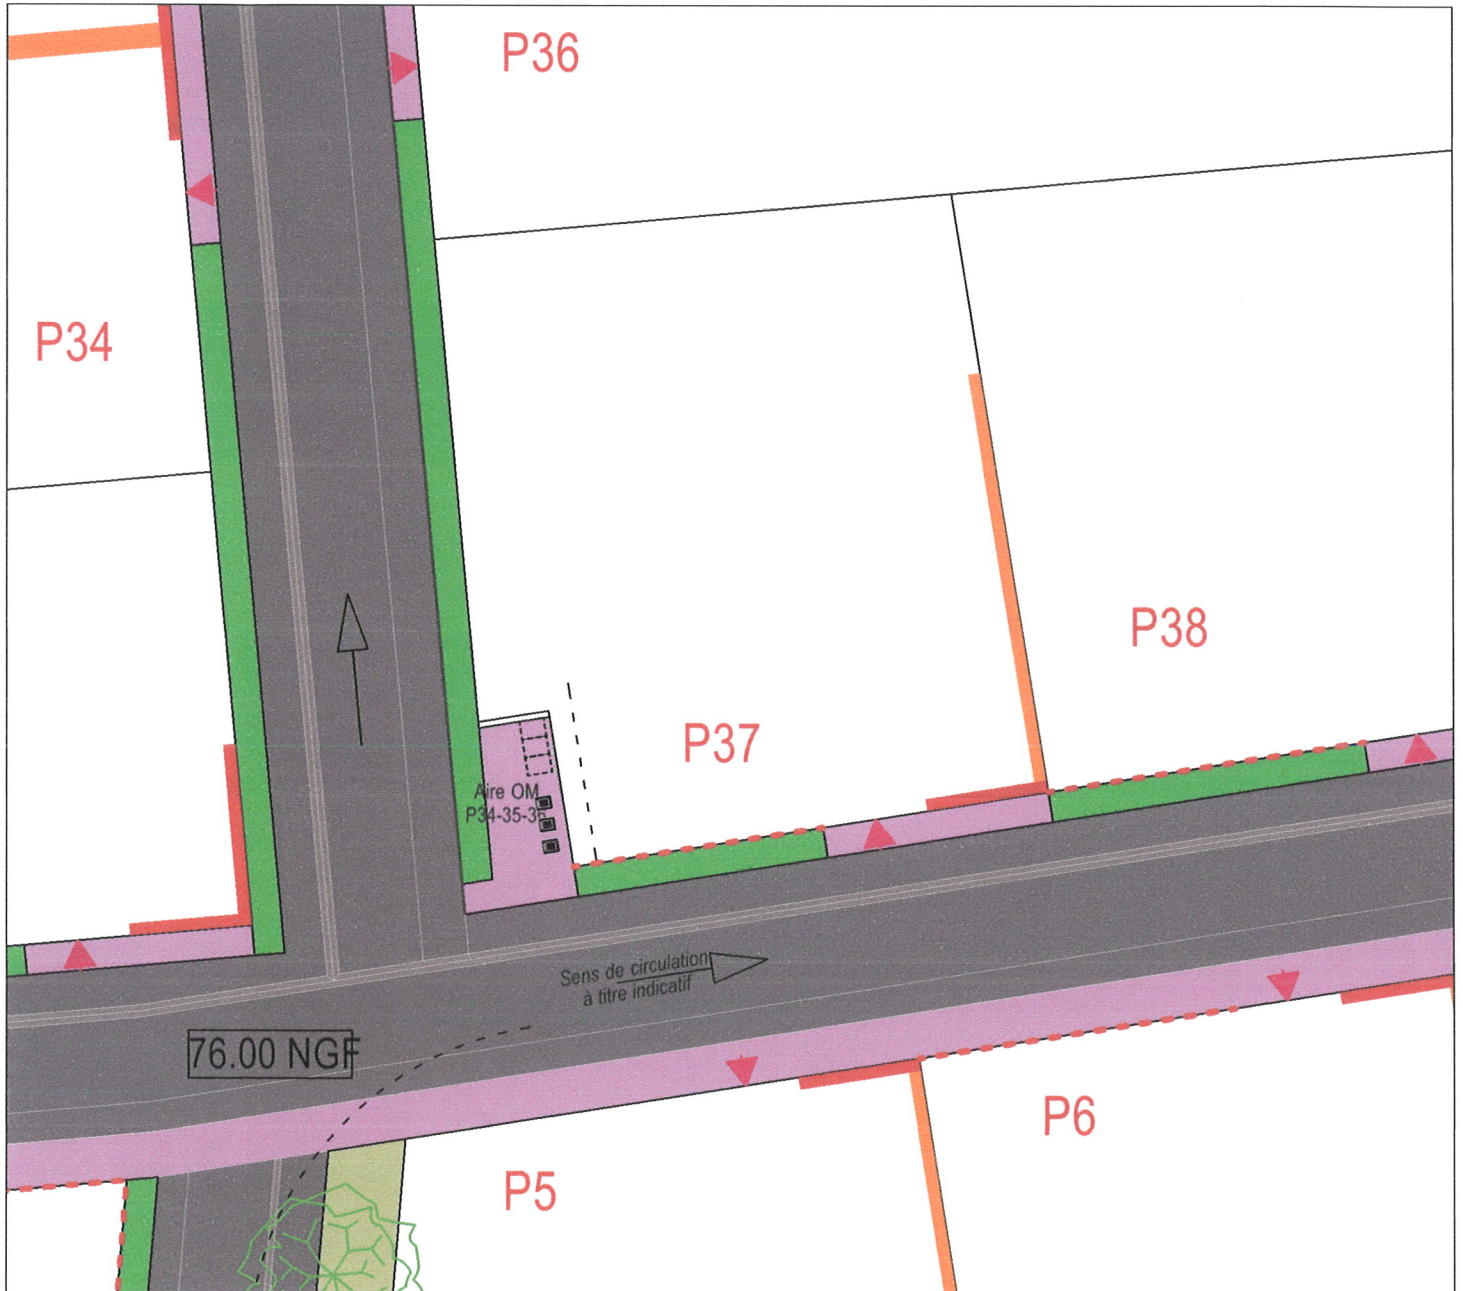 P36
P34
P38
P37
Aire OM
P34-35-36
Sens de circulation
à titre indicatif
76.00 NGF
P6
P5